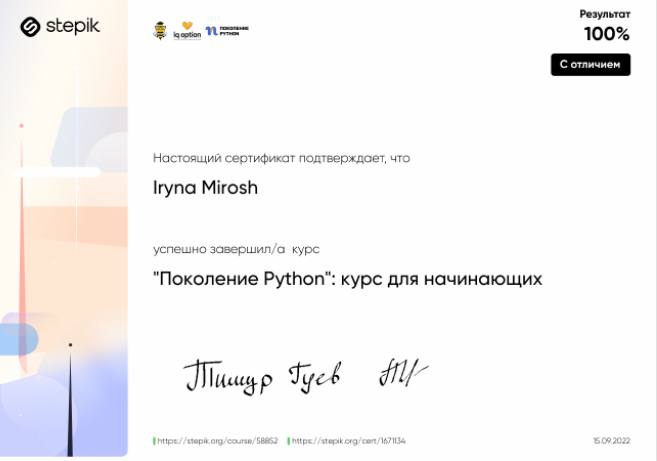 stepik
iq option
ПОКОЛЕНИЕ
PYTHON
Результат
100%
С отличием
Настоящий сертификат подтверждает, что
Iryna Mirosh
успешно завершил/а курс
"Поколение Python": курс для начинающих
Тимур Гуев
https://stepik.org/course/58852
https://stepik.org/cert/1671134
15.09.2022